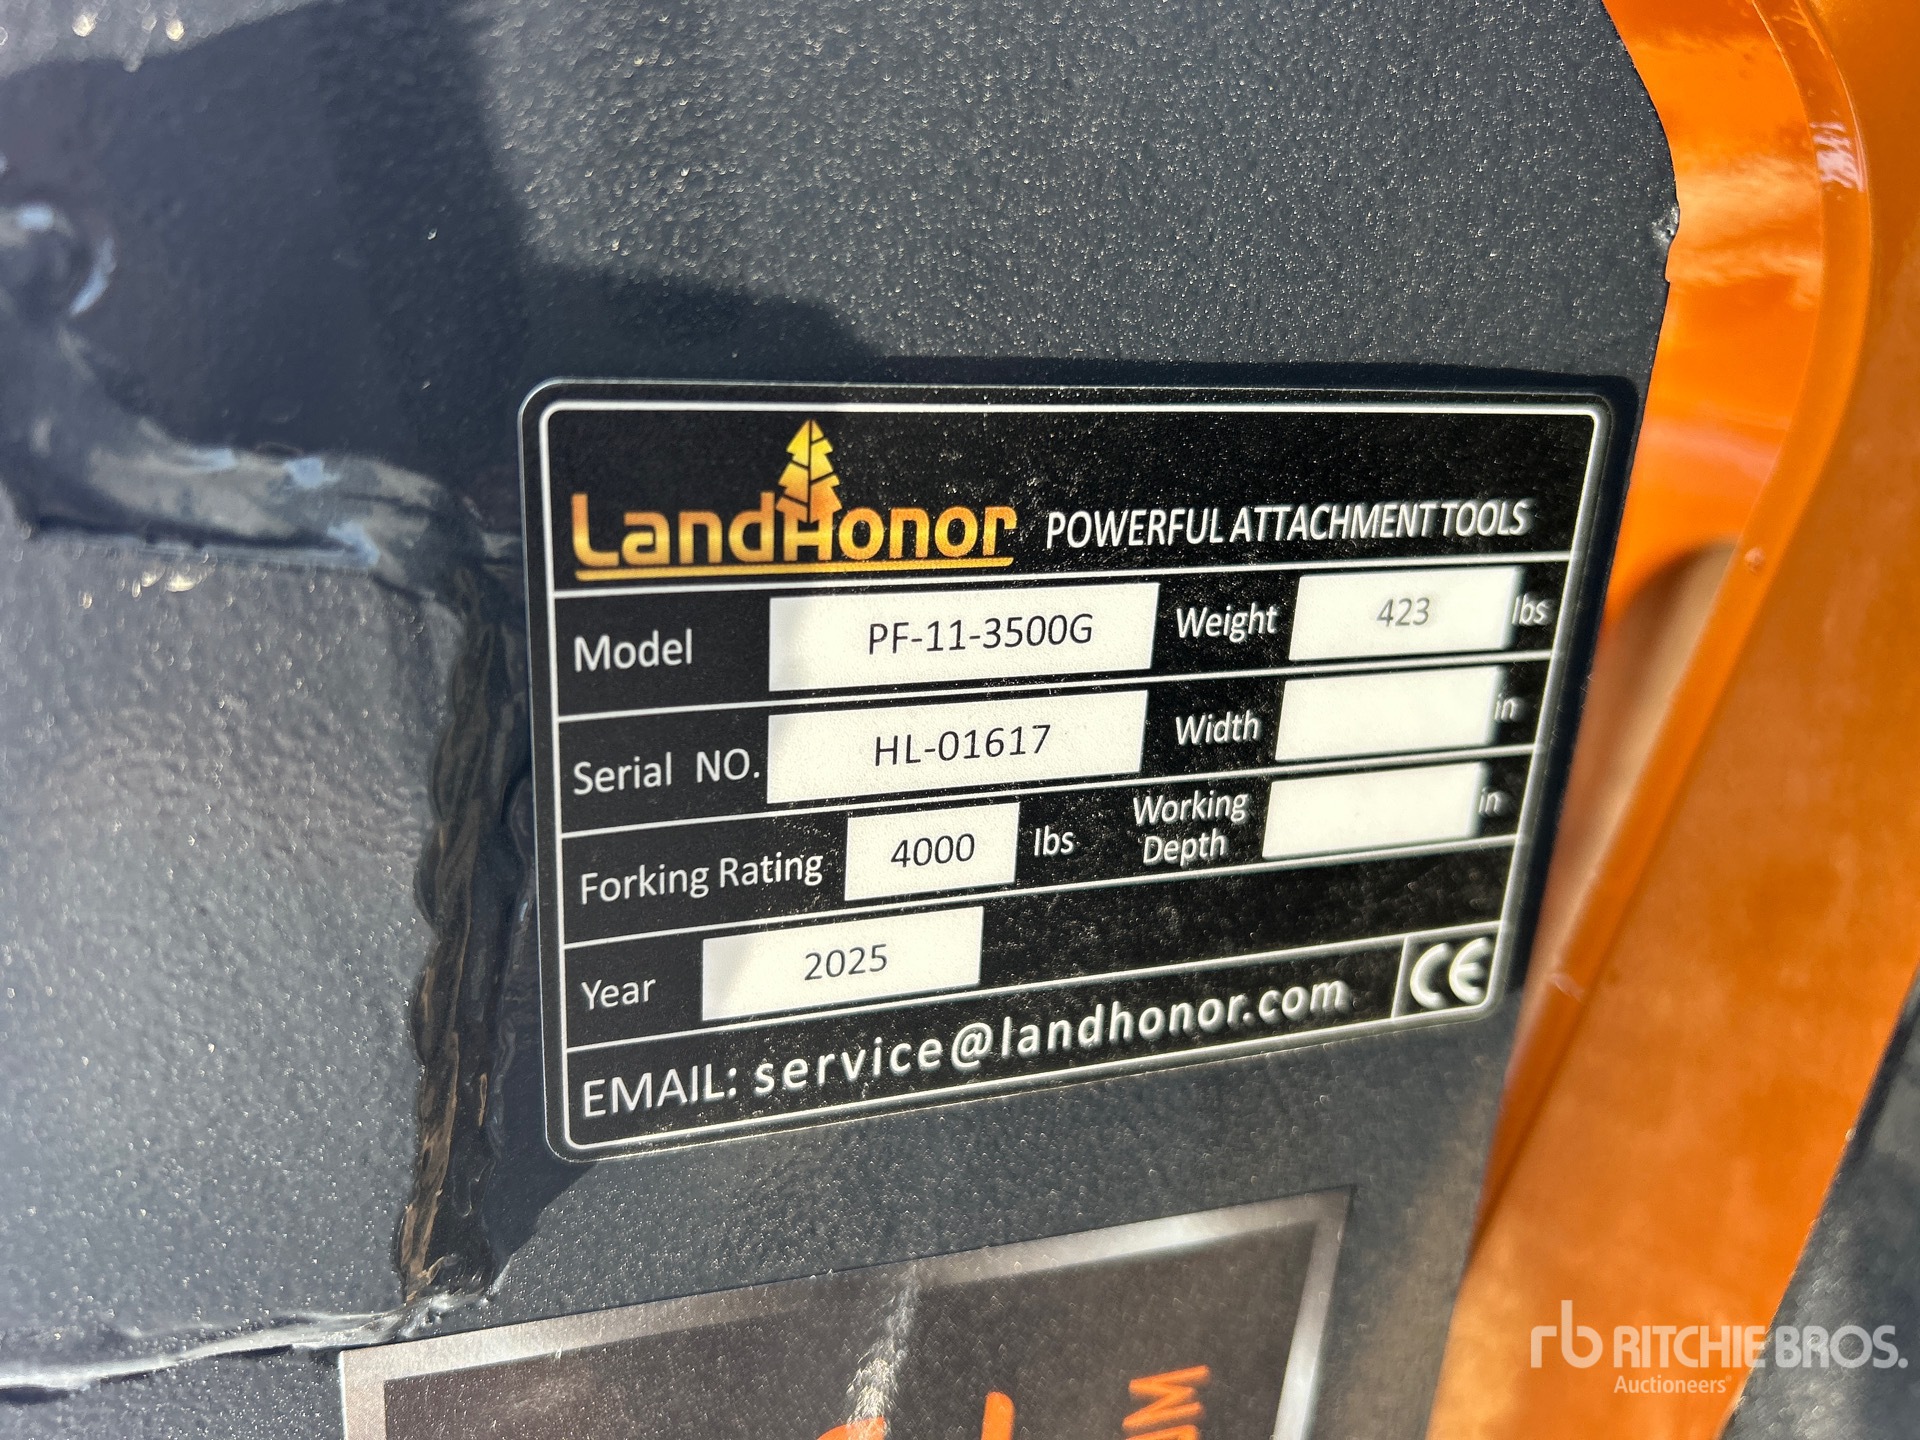 LandHonor POWERFUL ATTACHMENT TOOLS
Model PF-11-3500G Weight 423 lbs
Serial NO. HL-01617 Width in
Forking Rating 4000 lbs Working Depth in
Year 2025
EMAIL: service@landhonor.com CE
rb RITCHIE BROS.
Auctioneers